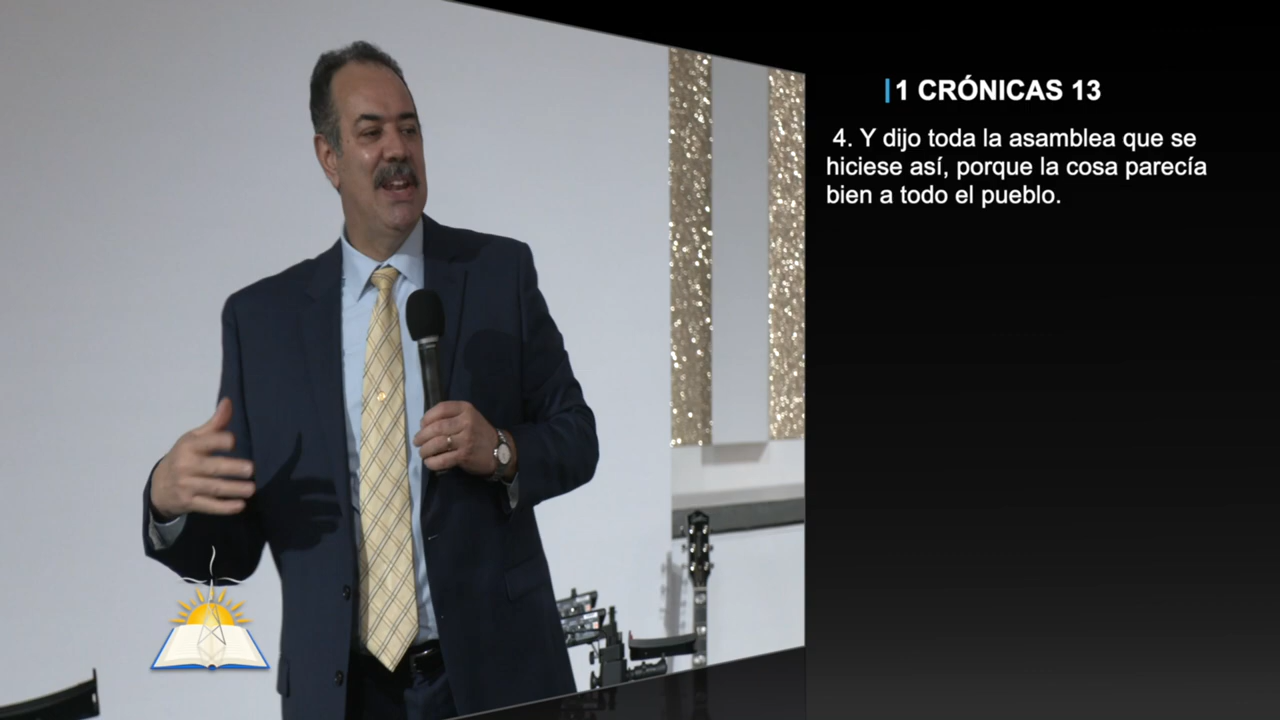 1 CRÓNICAS 13
4. Y dijo toda la asamblea que se
hiciese así, porque la cosa parecía
bien a todo el pueblo.